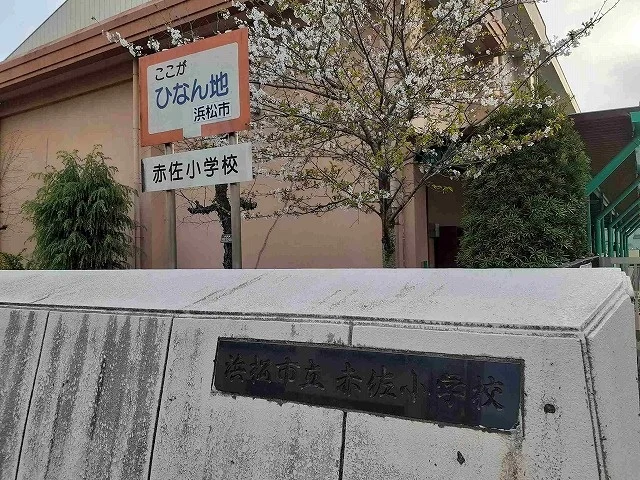 ここが
ひなん地
浜松市
赤佐小学校
浜松市立 赤佐小学校